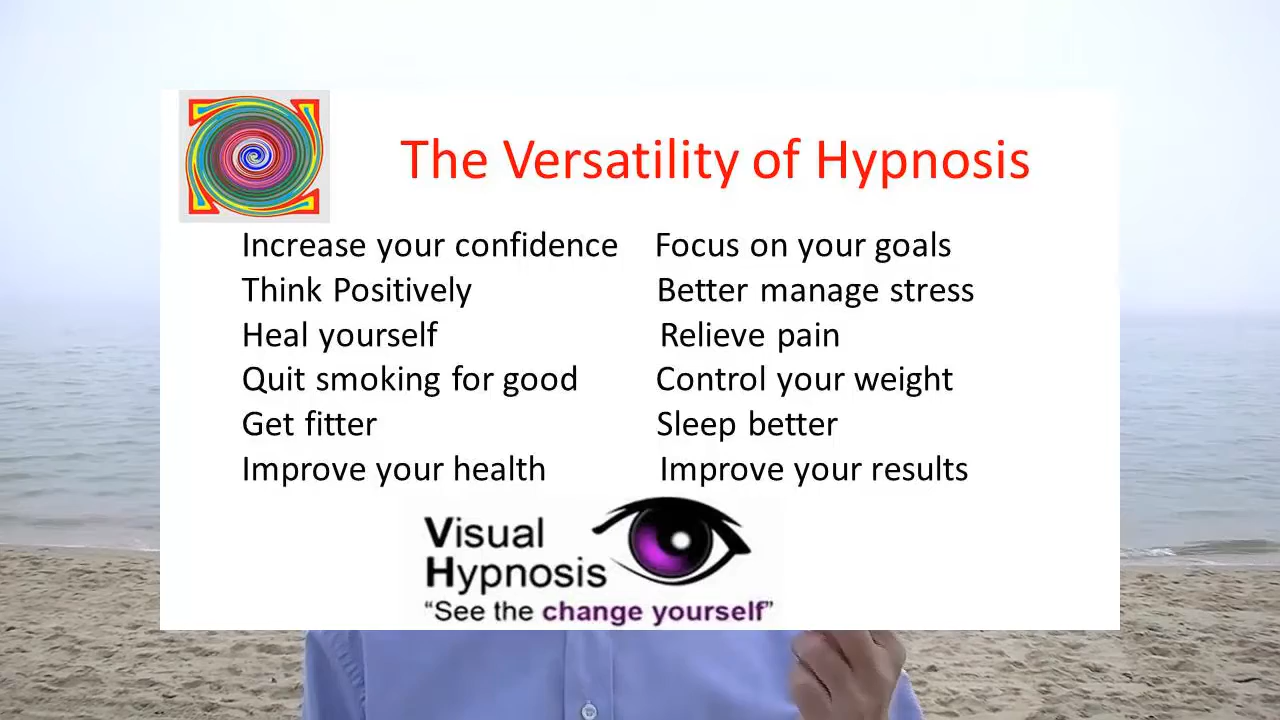 The Versatility of Hypnosis
Increase your confidence Focus on your goals
Think Positively Better manage stress
Heal yourself Relieve pain
Quit smoking for good Control your weight
Get fitter Sleep better
Improve your health Improve your results
Visual
Hypnosis
“See the change yourself”